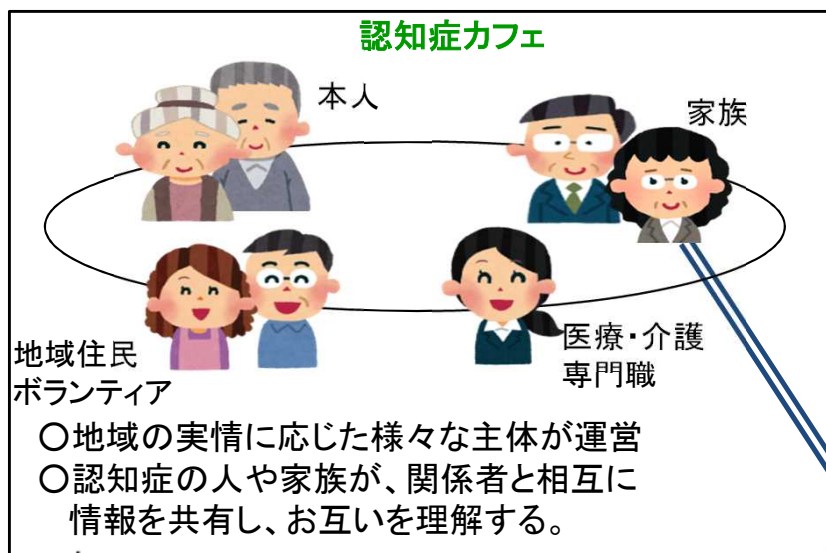 認知症カフェ
本人
家族
地域住民
ボランティア
医療・介護
専門職
〇地域の実情に応じた様々な主体が運営
〇認知症の人や家族が、関係者と相互に
情報を共有し、お互いを理解する。